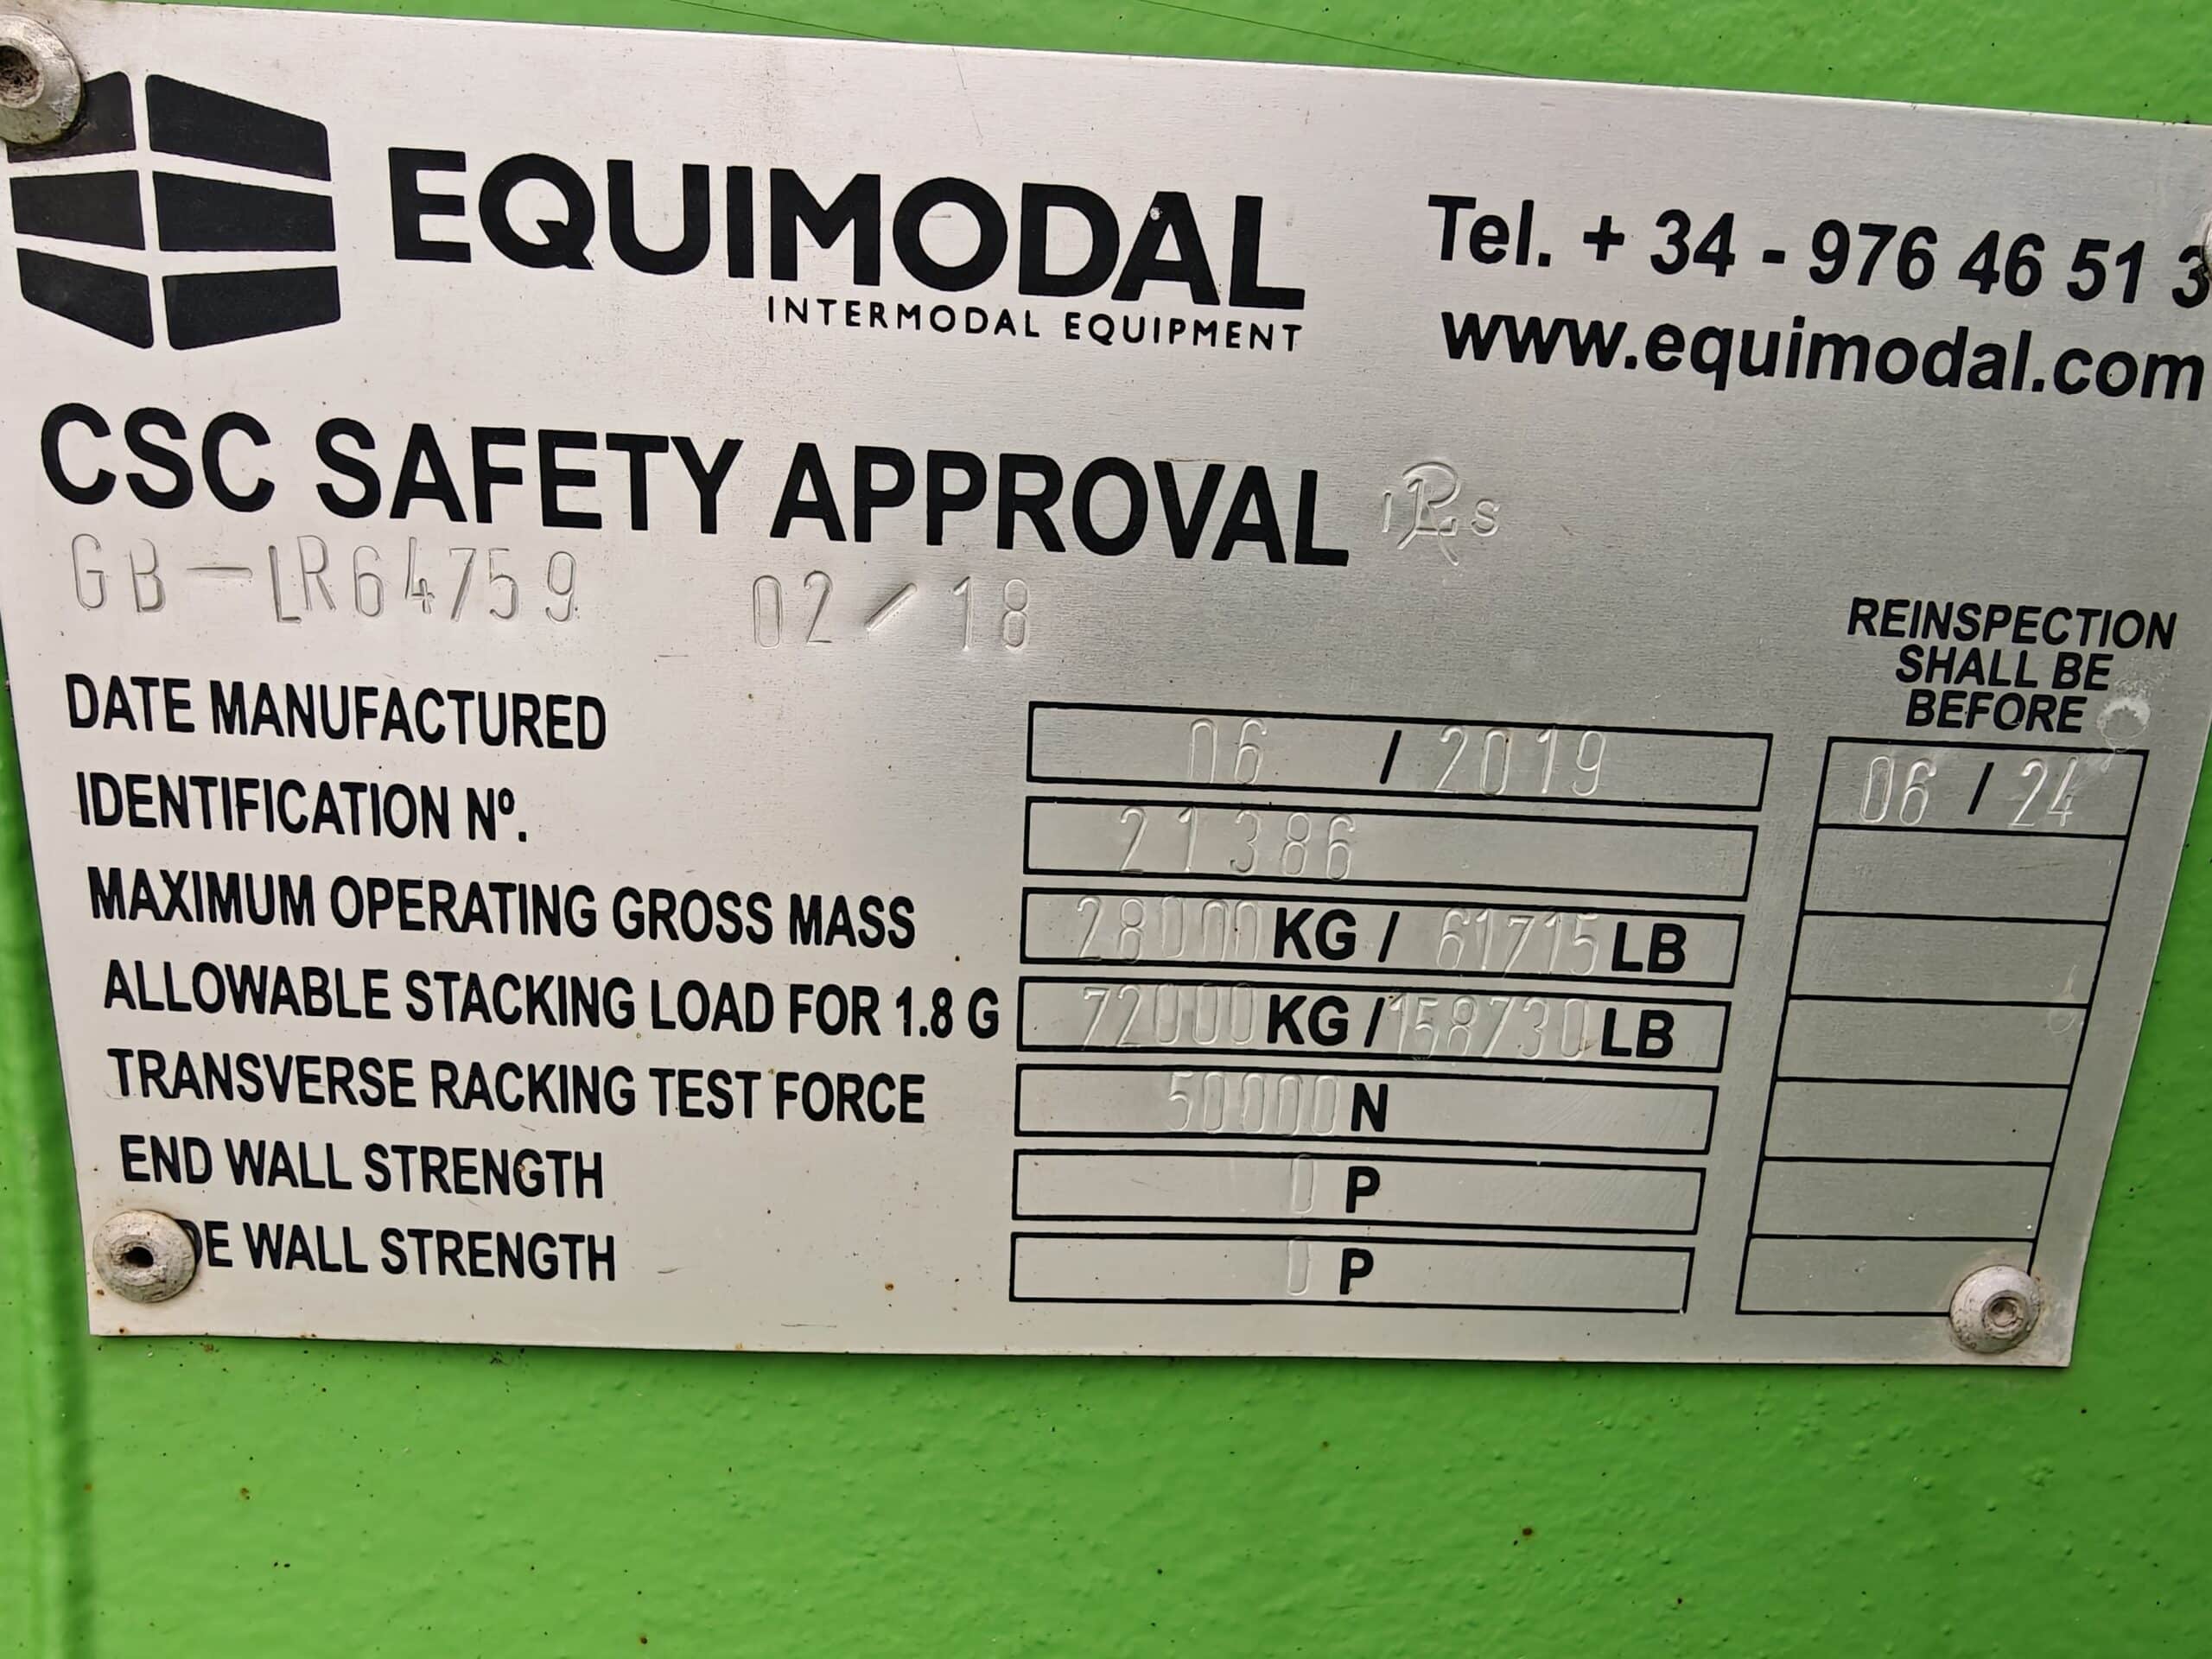 EQUIMODAL
INTERMODAL EQUIPMENT
Tel. + 34 - 976 46 51 3
www.equimodal.com
CSC SAFETY APPROVAL
GB-LR64759 02/18
REINSPECTION
SHALL BE
BEFORE
DATE MANUFACTURED 06 / 2019 06 / 24
IDENTIFICATION Nº. 21386
MAXIMUM OPERATING GROSS MASS 28000 KG / 61715 LB
ALLOWABLE STACKING LOAD FOR 1.8 G 72000 KG / 158730 LB
TRANSVERSE RACKING TEST FORCE 50000 N
END WALL STRENGTH 0 P
DE WALL STRENGTH 0 P